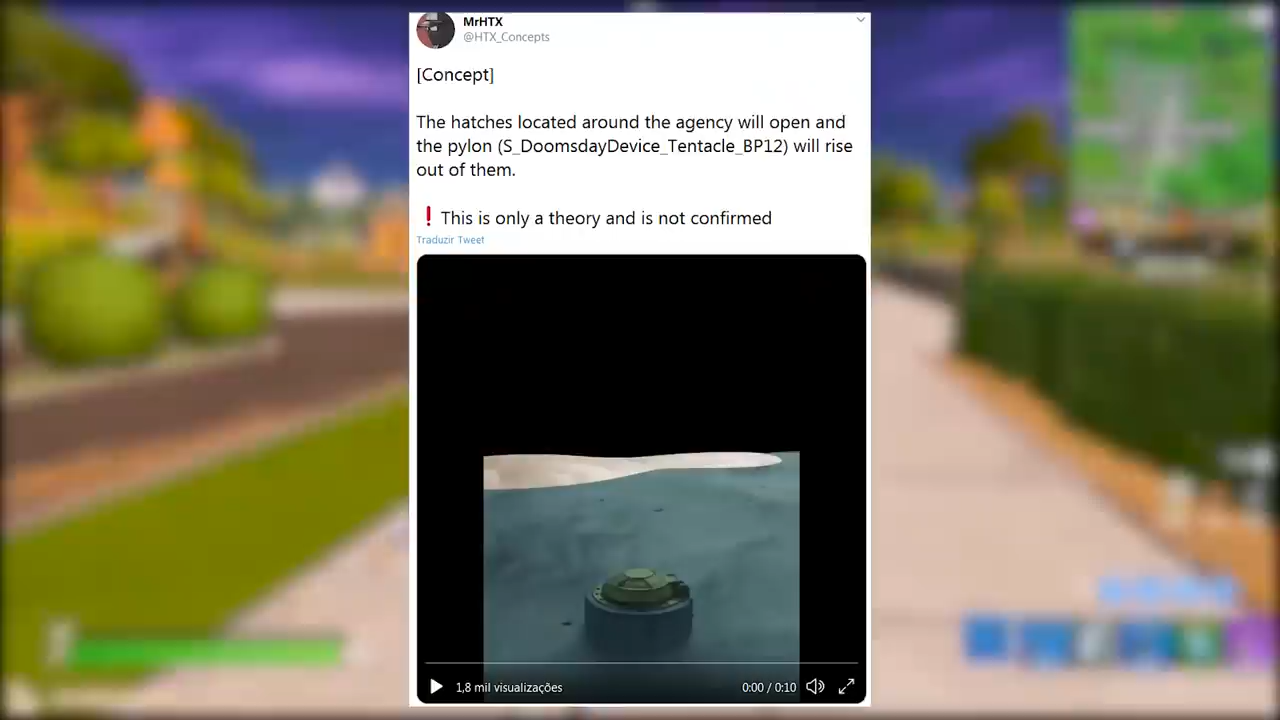 MrHTX
@HTX_Concepts
[Concept]
The hatches located around the agency will open and
the pylon (S_DoomsdayDevice_Tentacle_BP12) will rise
out of them.
❗This is only a theory and is not confirmed
Traduzir Tweet
1,8 mil visualizações
0:00 / 0:10